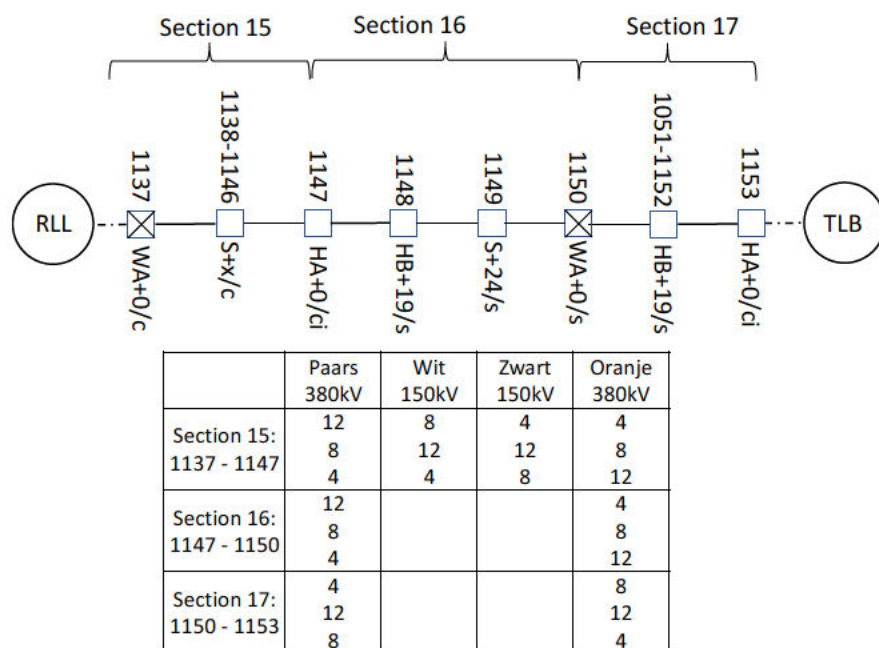 Section 15
Section 16
Section 17
1137
1138-1146
1147
1148
1149
1150
1051-1152
1153
RLL
TLB
WA+0/c
S+x/c
HA+0/ci
HB+19/s
S+24/s
WA+0/s
HB+19/s
HA+0/ci
Paars Wit Zwart Oranje
380kV 150kV 150kV 380kV
12 8 4 4
Section 15:
8 12 12 8
1137 - 1147
4 4 8 12
12 4
Section 16:
8 8
1147 - 1150
4 12
4 8
Section 17:
12 12
1150 - 1153
8 4